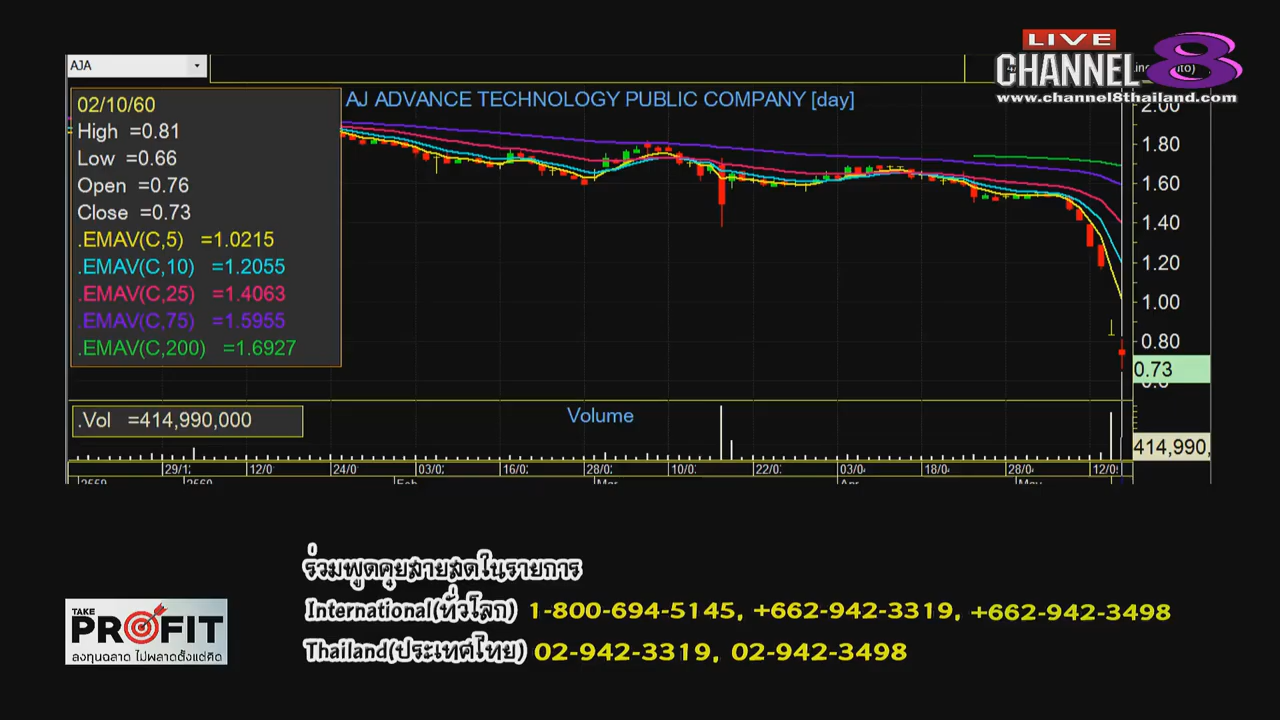 LIVE
CHANNEL 8
www.channel8thailand.com
AJA
02/10/60
High =0.81
Low =0.66
Open =0.76
Close =0.73
.EMAV(C,5) =1.0215
.EMAV(C,10) =1.2055
.EMAV(C,25) =1.4063
.EMAV(C,75) =1.5955
.EMAV(C,200) =1.6927
AJ ADVANCE TECHNOLOGY PUBLIC COMPANY [day]
2.00
1.80
1.60
1.40
1.20
1.00
0.80
0.73
.Vol =414,990,000
Volume
414,990,
29/1 12/0 24/0 03/0 16/0 28/0 10/0 22/0 03/0 18/0 28/0 12/0
2559 2560 Feb Mar Apr May
ร่วมพูดคุยสายสดในรายการ
International(ทั่วโลก) 1-800-694-5145, +662-942-3319, +662-942-3498
Thailand(ประเทศไทย) 02-942-3319, 02-942-3498
TAKE
PROFIT
ลงทุนฉลาด ไม่พลาดตั้งแต่คิด